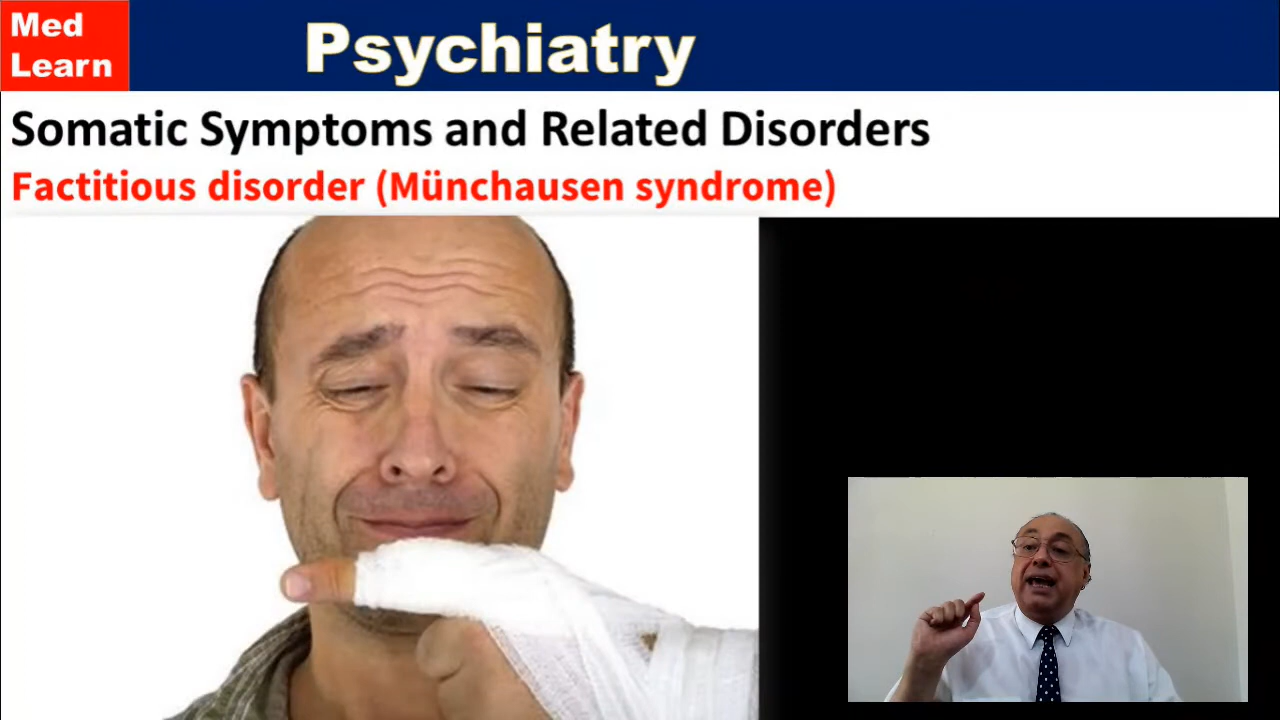 Med
Learn
Psychiatry
Somatic Symptoms and Related Disorders
Factitious disorder (Münchausen syndrome)